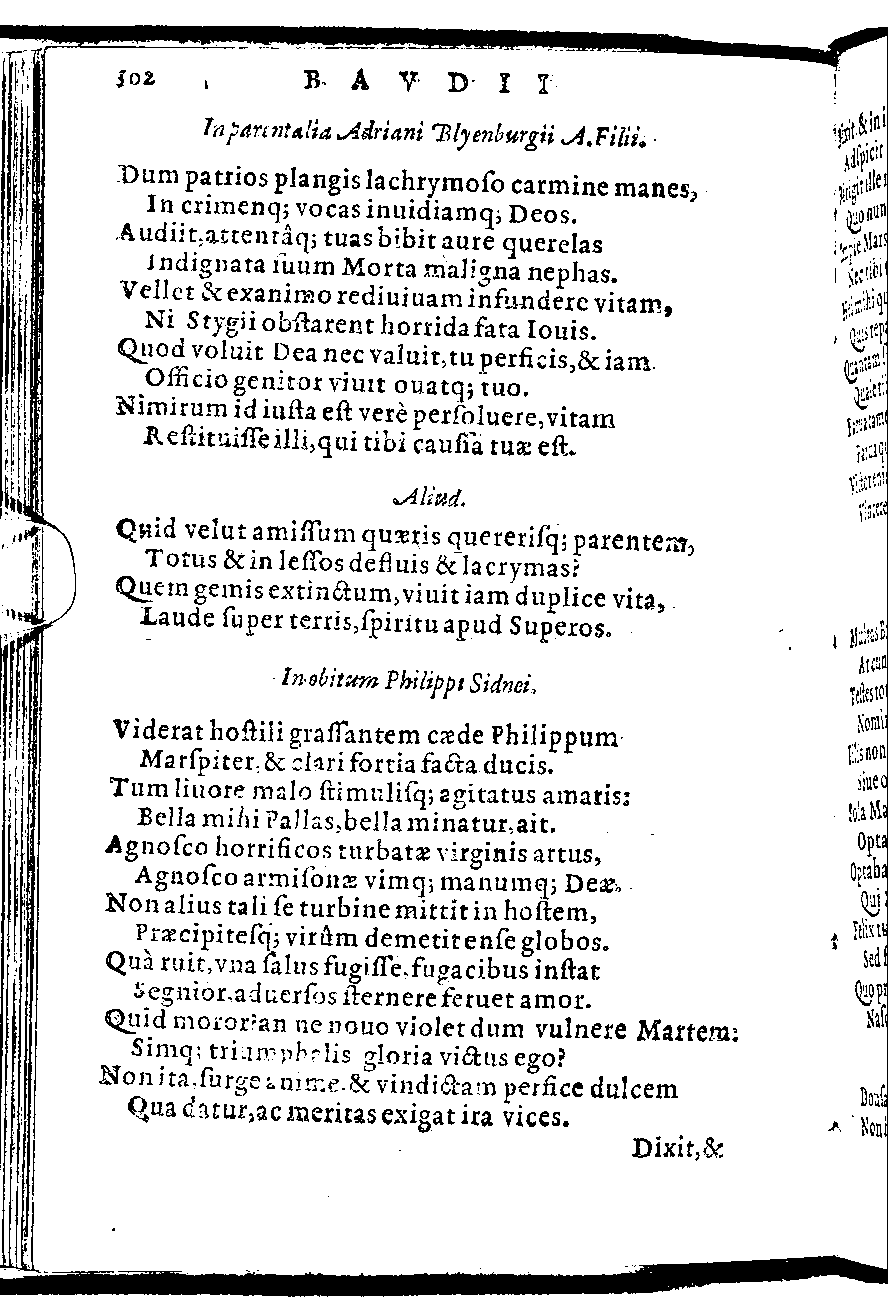 302 BAVDII
In parentalia Adriani Blyenburgii A. Filii.
Dum patrios plangis lachrymoſo carmine manes,
In crimenq; vocas inuidiamq; Deos.
Audiit, attentâq; tuas bibit aure querelas
Indignata ſuum Morta maligna nephas.
Vellet & exanimo rediuiuam infundere vitam,
Ni Stygii obſtarent horrida fata Iouis.
Quod voluit Dea nec valuit, tu perficis, & iam
Officio genitor viuit ouatq; tuo.
Nimirum id iuſta eſt verè perſoluere, vitam
Reſtituiſſe illi, qui tibi cauſſa tuæ eſt.
Aliud.
Quid velut amiſſum quæris quereriſq; parentem,
Totus & in leſſos defluis & lacrymas?
Quem gemis extinctum, viuit iam duplice vita,
Laude ſuper terris, ſpiritu apud Superos.
In obitum Philippi Sidnei.
Viderat hoſtili graſſantem cæde Philippum
Marſpiter, & clari fortia facta ducis.
Tum liuore malo ſtimuliſq; agitatus amaris:
Bella mihi Pallas, bella minatur, ait.
Agnoſco horrificos turbatæ virginis artus,
Agnoſco armiſonæ vimq; manumq; Deæ.
Non alius tali ſe turbine mittit in hoſtem,
Præcipiteſq; virûm demetit enſe globos.
Quà ruit, vna ſalus fugiſſe, fugacibus inſtat
Segnior, aduerſos ſternere feruet amor.
Quid moror? an ne nouo violet dum vulnere Martem:
Simq; triumphalis gloria victus ego?
Non ita, ſurge anime, & vindictam perfice dulcem
Qua datur, ac meritas exigat ira vices.
Dixit, &